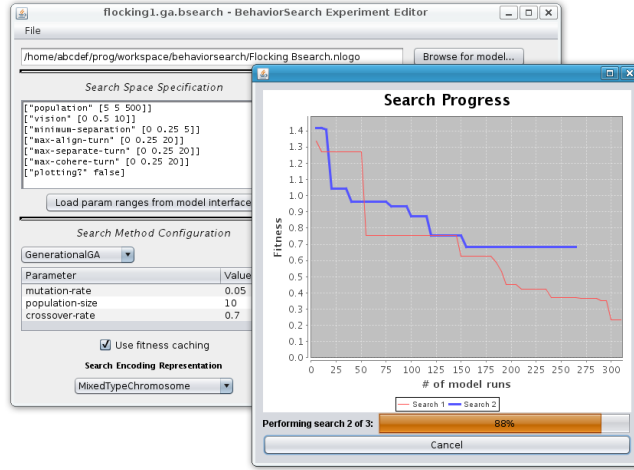 flocking1.ga.bsearch - BehaviorSearch Experiment Editor
File
/home/abcdef/prog/workspace/behaviorsearch/Flocking Bsearch.nlogo
Browse for model...
Search Space Specification
["population" [5 5 500]]
["vision" [0 0.5 10]]
["minimum-separation" [0 0.25 5]]
["max-align-turn" [0 0.25 20]]
["max-separate-turn" [0 0.25 20]]
["max-cohere-turn" [0 0.25 20]]
["plotting?" false]
Load param ranges from model interface
Search Method Configuration
GenerationalGA
Parameter Value
mutation-rate 0.05
population-size 10
crossover-rate 0.7
Use fitness caching
Search Encoding Representation
MixedTypeChromosome
Search Progress
Fitness
1.4
1.3
1.2
1.1
1.0
0.9
0.8
0.7
0.6
0.5
0.4
0.3
0.2
0.1
0.0
0 25 50 75 100 125 150 175 200 225 250 275 300
# of model runs
Search 1 Search 2
Performing search 2 of 3: 88%
Cancel